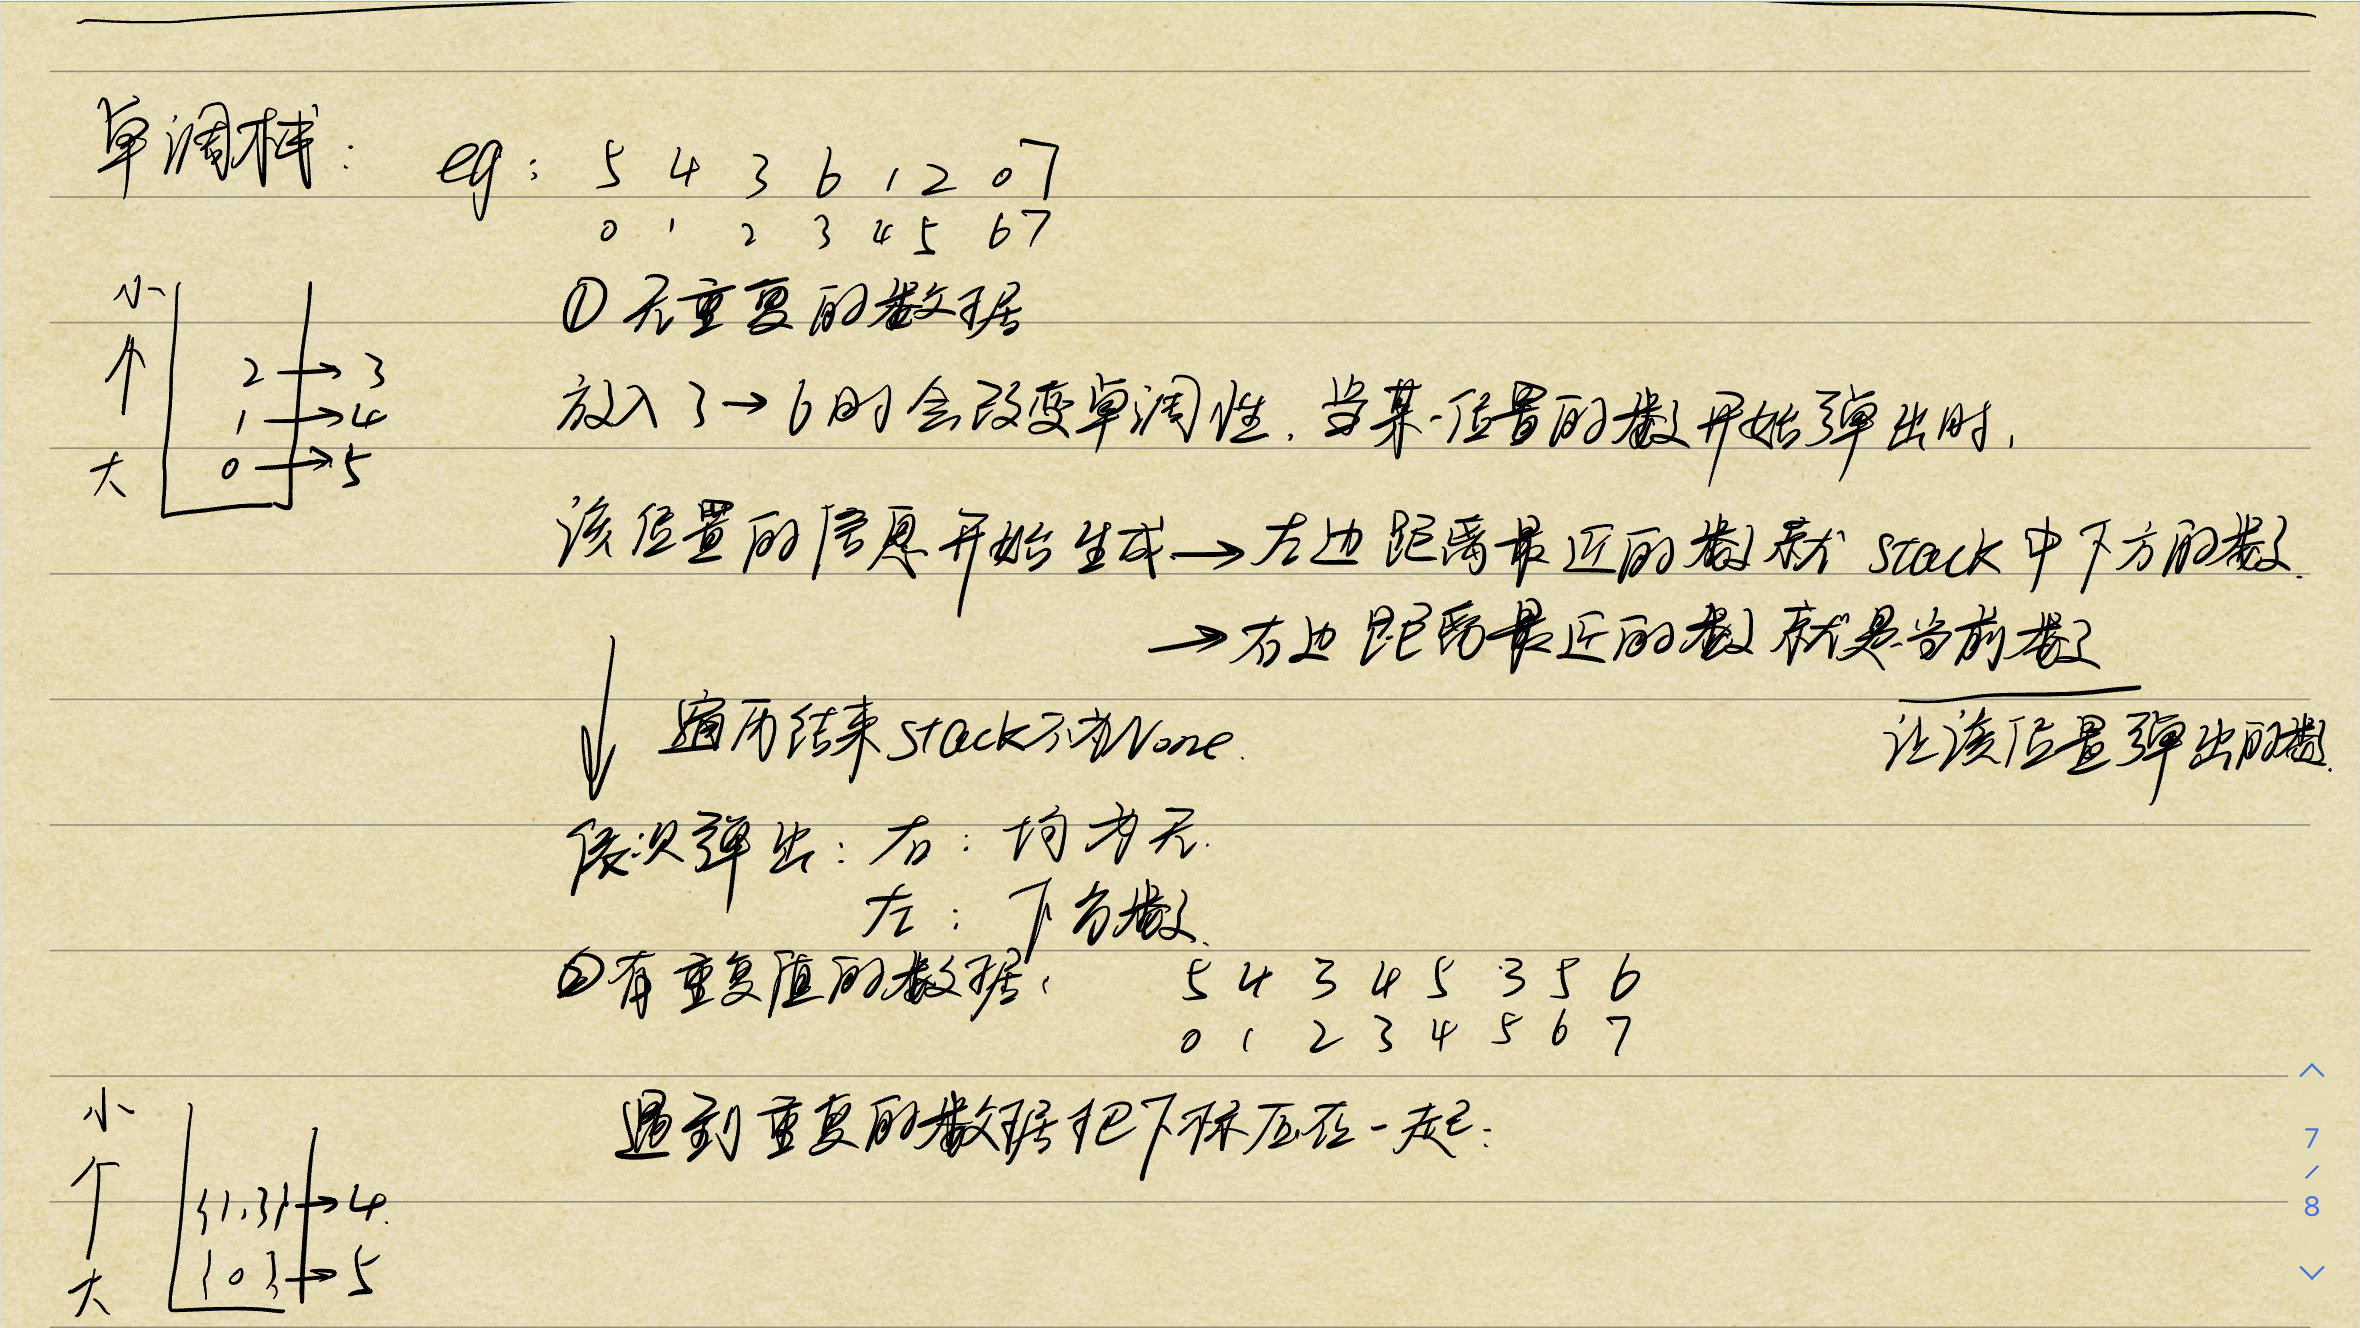 单调栈: eg: 5 4 3 6 1 2 0 7
0 1 2 3 4 5 6 7
小
↑
大
2 → 3
1 → 4
0 → 5
① 无重复的数据
放入 3 → 6 时会改变单调性. 当某一位置的数开始弹出时,
该位置的信息开始生成 → 左边距离最近的数就 stack 中下方的数.
→ 右边距离最近的数就是当前数
让该位置弹出的数.
遍历结束 stack 不为 None.
依次弹出: 右: 均为无.
左: 下方数.
② 有重复值的数据: 5 4 3 4 5 3 5 6
0 1 2 3 4 5 6 7
遇到重复的数据把下标压在一起:
小
↑
大
{1,3} → 4.
{0} → 5
7
/
8